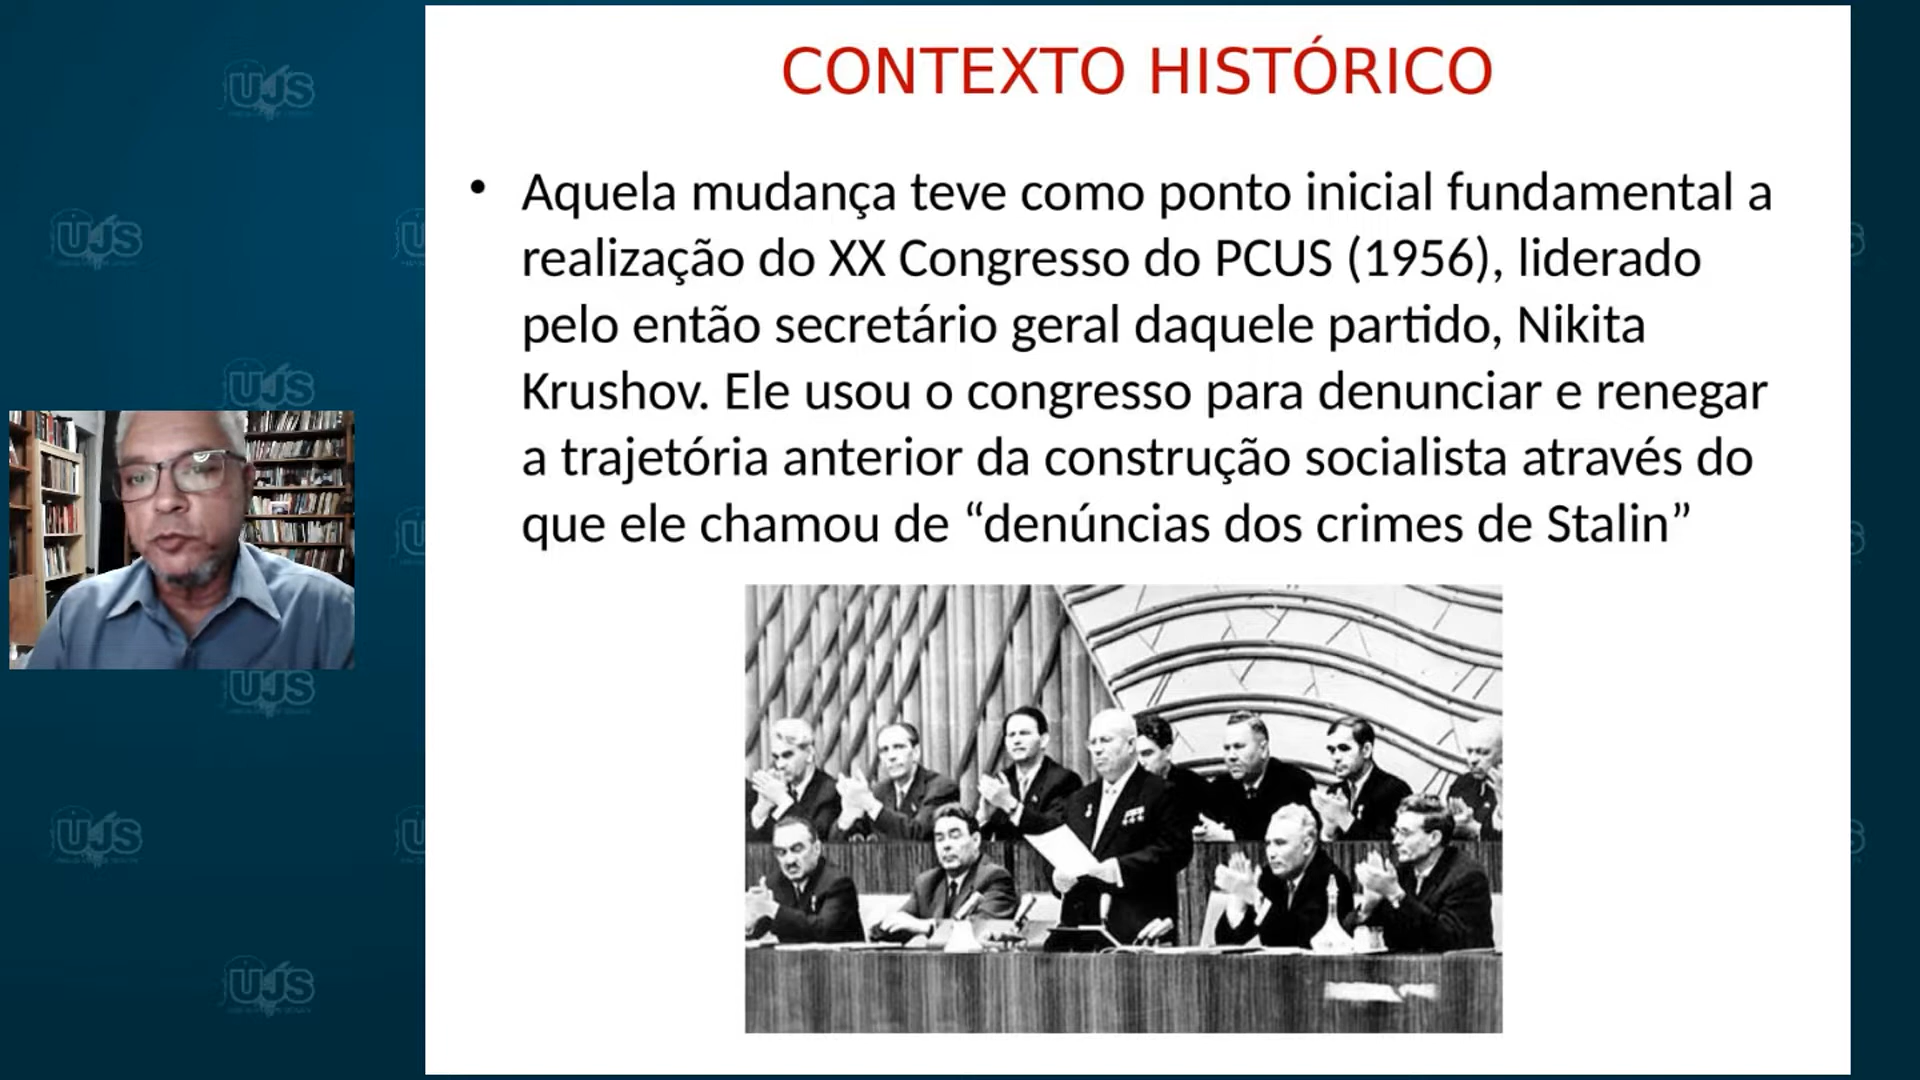 CONTEXTO HISTÓRICO
• Aquela mudança teve como ponto inicial fundamental a
realização do XX Congresso do PCUS (1956), liderado
pelo então secretário geral daquele partido, Nikita
Krushov. Ele usou o congresso para denunciar e renegar
a trajetória anterior da construção socialista através do
que ele chamou de “denúncias dos crimes de Stalin”
UJS
UJS
UJS
UJS
UJS
UJS